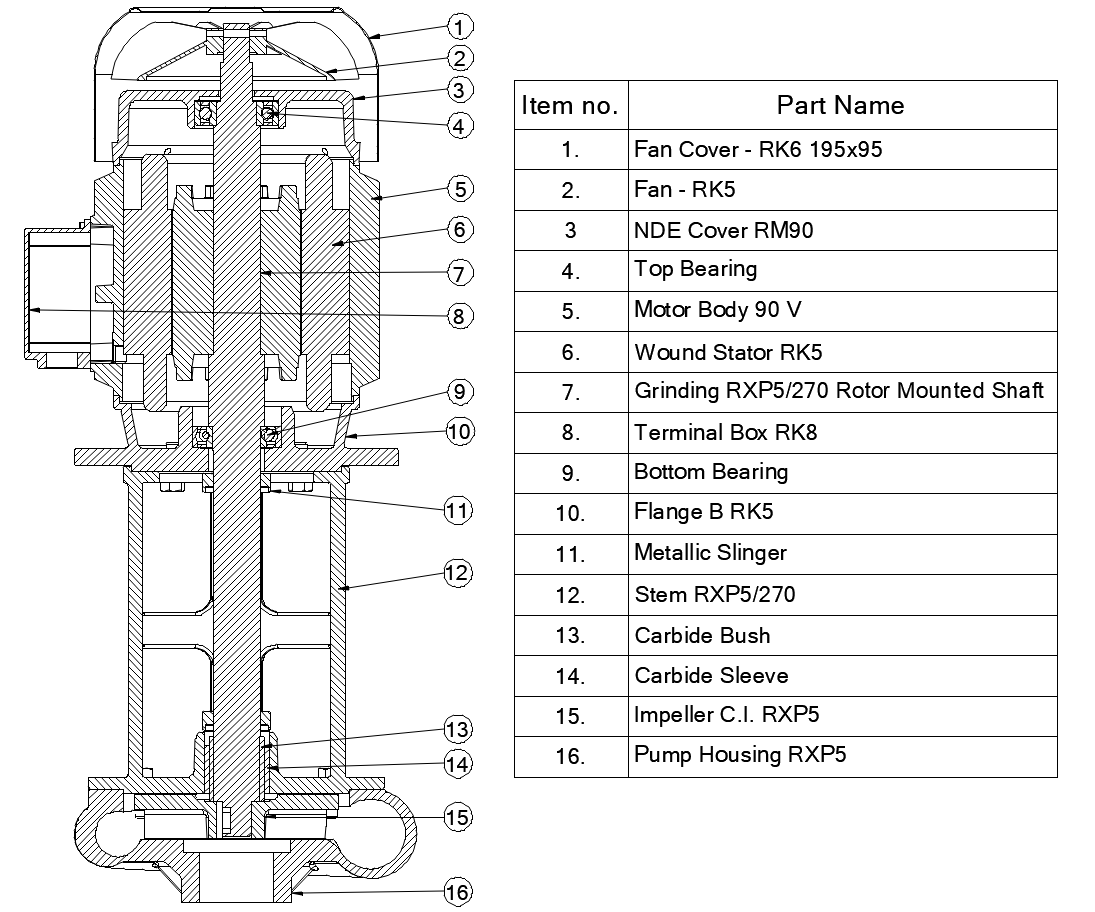 1
2
3
4
5
6
7
8
9
10
11
12
13
14
15
16
Item no. Part Name
1. Fan Cover - RK6 195x95
2. Fan - RK5
3 NDE Cover RM90
4. Top Bearing
5. Motor Body 90 V
6. Wound Stator RK5
7. Grinding RXP5/270 Rotor Mounted Shaft
8. Terminal Box RK8
9. Bottom Bearing
10. Flange B RK5
11. Metallic Slinger
12. Stem RXP5/270
13. Carbide Bush
14. Carbide Sleeve
15. Impeller C.I. RXP5
16. Pump Housing RXP5